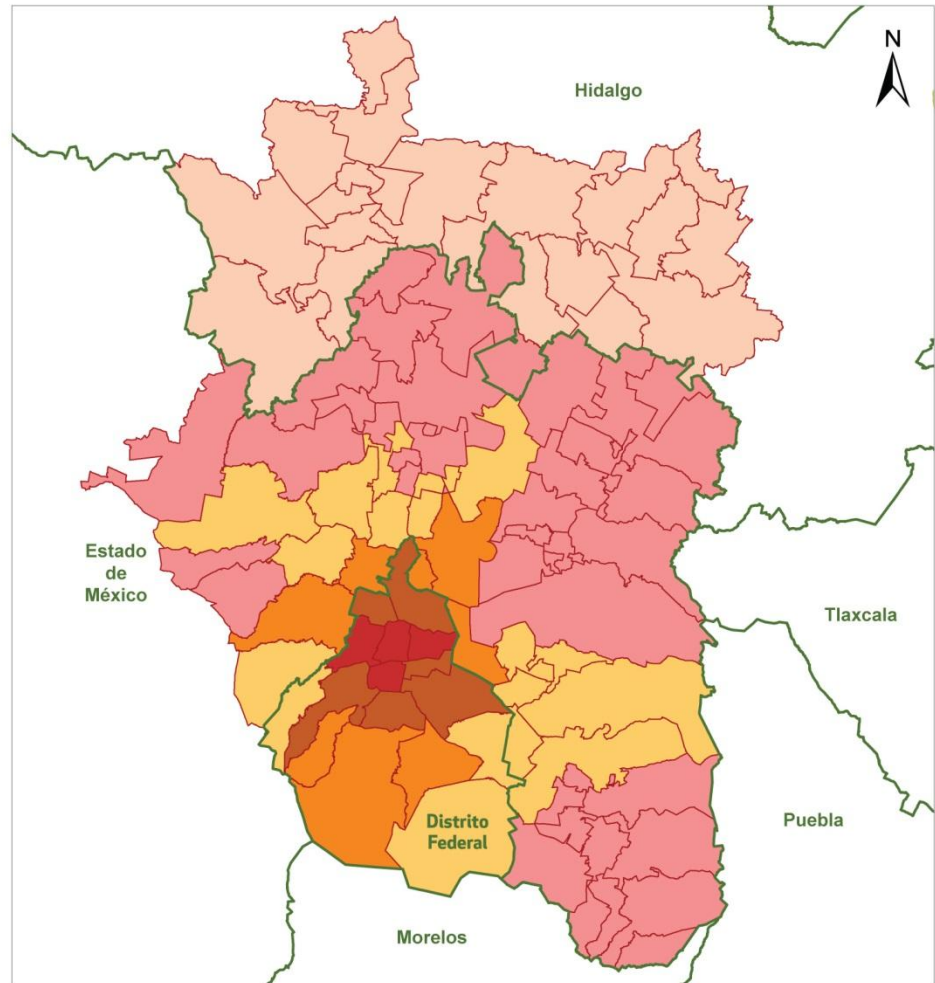 N
Hidalgo
Estado
de
México
Tlaxcala
Distrito
Federal
Puebla
Morelos